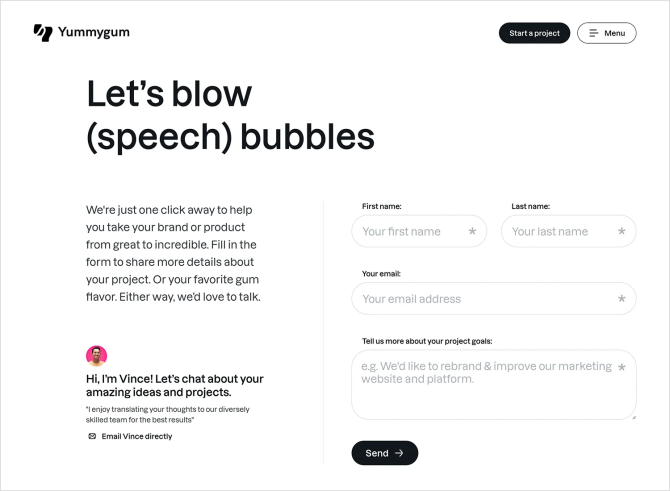 Yummygum
Start a project
Menu
Let's blow
(speech) bubbles
We're just one click away to help
you take your brand or product
from great to incredible. Fill in the
form to share more details about
your project. Or your favorite gum
flavor. Either way, we'd love to talk.
Hi, I'm Vince! Let's chat about your
amazing ideas and projects.
"I enjoy translating your thoughts to our diversely
skilled team for the best results"
Email Vince directly
First name:
Last name:
Your first name *
Your last name *
Your email:
Your email address *
Tell us more about your project goals:
e.g. We'd like to rebrand & improve our marketing *
website and platform.
Send →